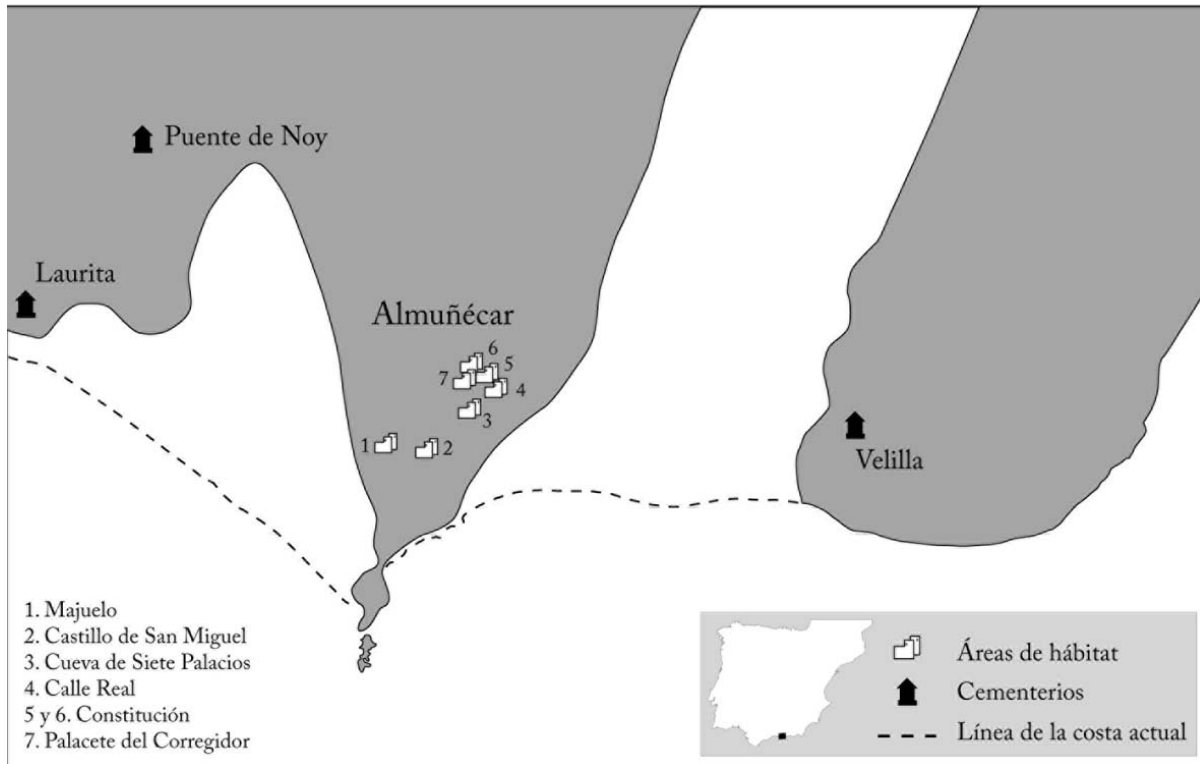 Puente de Noy
Laurita
Almuñécar
6
5
7
4
3
1
2
Velilla
1. Majuelo
2. Castillo de San Miguel
3. Cueva de Siete Palacios
4. Calle Real
5 y 6. Constitución
7. Palacete del Corregidor
Áreas de hábitat
Cementerios
Línea de la costa actual